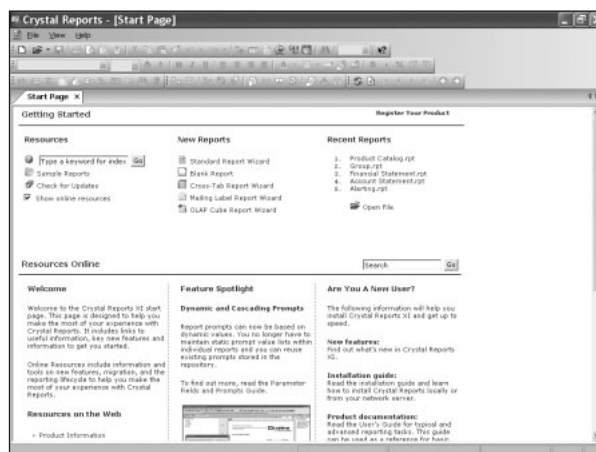 Crystal Reports - [Start Page]
File View Help
Start Page ×
Getting Started
Register Your Product
Resources
Type a keyword for index Go
Sample Reports
Check for Updates
Show online resources
New Reports
Standard Report Wizard
Blank Report
Cross-Tab Report Wizard
Mailing Label Report Wizard
OLAP Cube Report Wizard
Recent Reports
1. Product Catalog.rpt
2. Group.rpt
3. Financial Statement.rpt
4. Account Statement.rpt
5. Alerting.rpt
Open File
Resources Online
Search Go
Welcome
Welcome to the Crystal Reports XI start
page. This page is designed to help you
make the most of your experience with
Crystal Reports. It includes links to
useful information, key new features and
information to get you started.
Online Resources include information and
tools on new features, migration, and the
reporting lifecycle to help you make the
most of your experience with Crystal
Reports.
Resources on the Web
Product Information
Feature Spotlight
Dynamic and Cascading Prompts
Report prompts can now be based on
dynamic values. You no longer have to
maintain static prompt value lists within
individual reports and you can reuse
existing prompts stored in the
repository.
To find out more, read the Parameter
Fields and Prompts Guide.
Are You A New User?
The following information will help you
install Crystal Reports XI and get up to
speed.
New features:
Find out what's new in Crystal Reports
XI.
Installation guide:
Read the installation guide and learn
how to install Crystal Reports locally or
from your network server.
Product documentation:
Read the User's Guide for typical and
advanced reporting tasks. This guide
can be used as a reference for basic